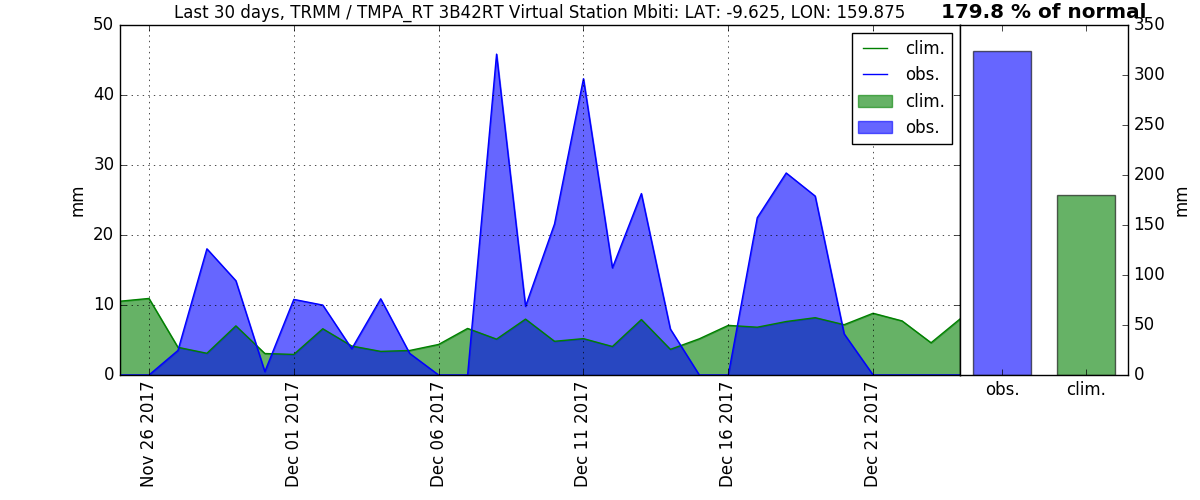 Last 30 days, TRMM / TMPA_RT 3B42RT Virtual Station Mbiti: LAT: -9.625, LON: 159.875
179.8 % of normal
clim.
obs.
clim.
obs.
50
40
30
20
10
0
mm
Nov 26 2017
Dec 01 2017
Dec 06 2017
Dec 11 2017
Dec 16 2017
Dec 21 2017
350
300
250
200
150
100
50
0
mm
obs.
clim.